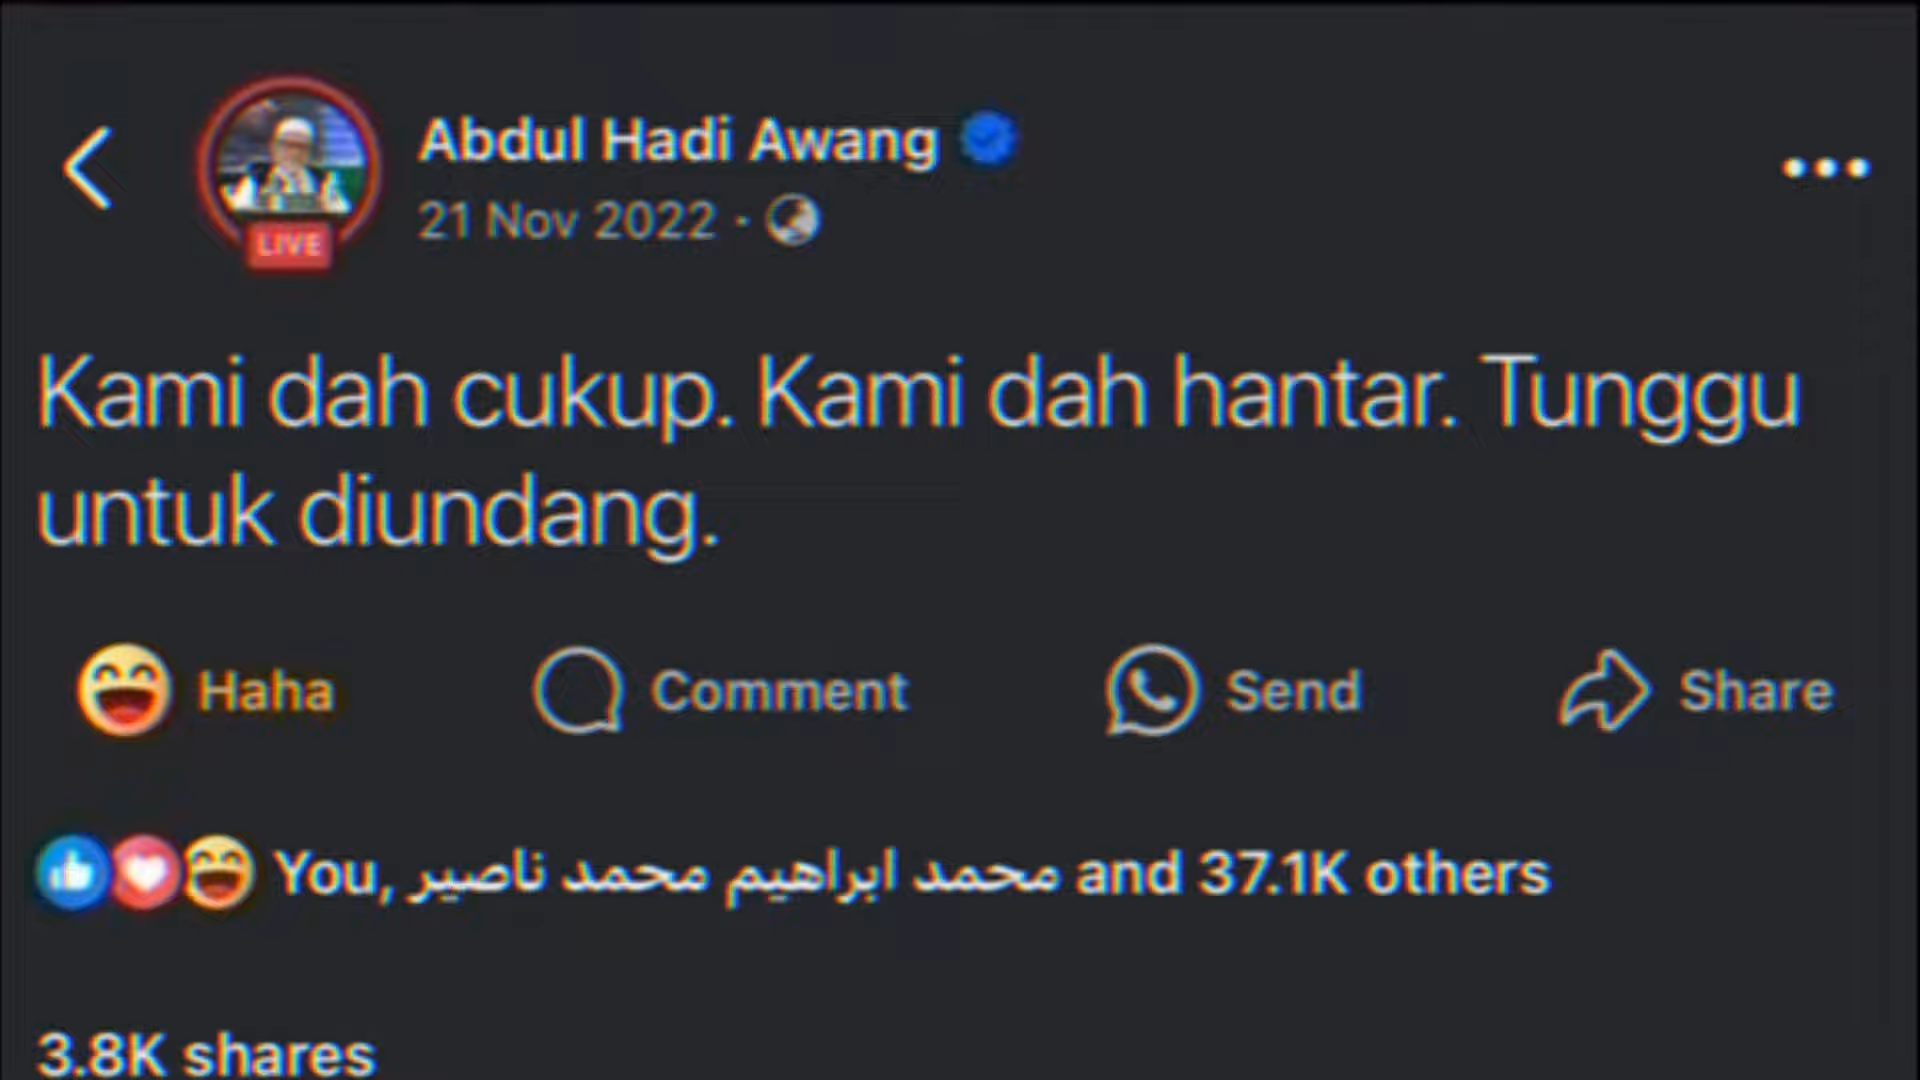 Abdul Hadi Awang
21 Nov 2022 ·
LIVE
Kami dah cukup. Kami dah hantar. Tunggu
untuk diundang.
Haha
Comment
Send
Share
You, محمد ابراهيم محمد ناصير and 37.1K others
3.8K shares